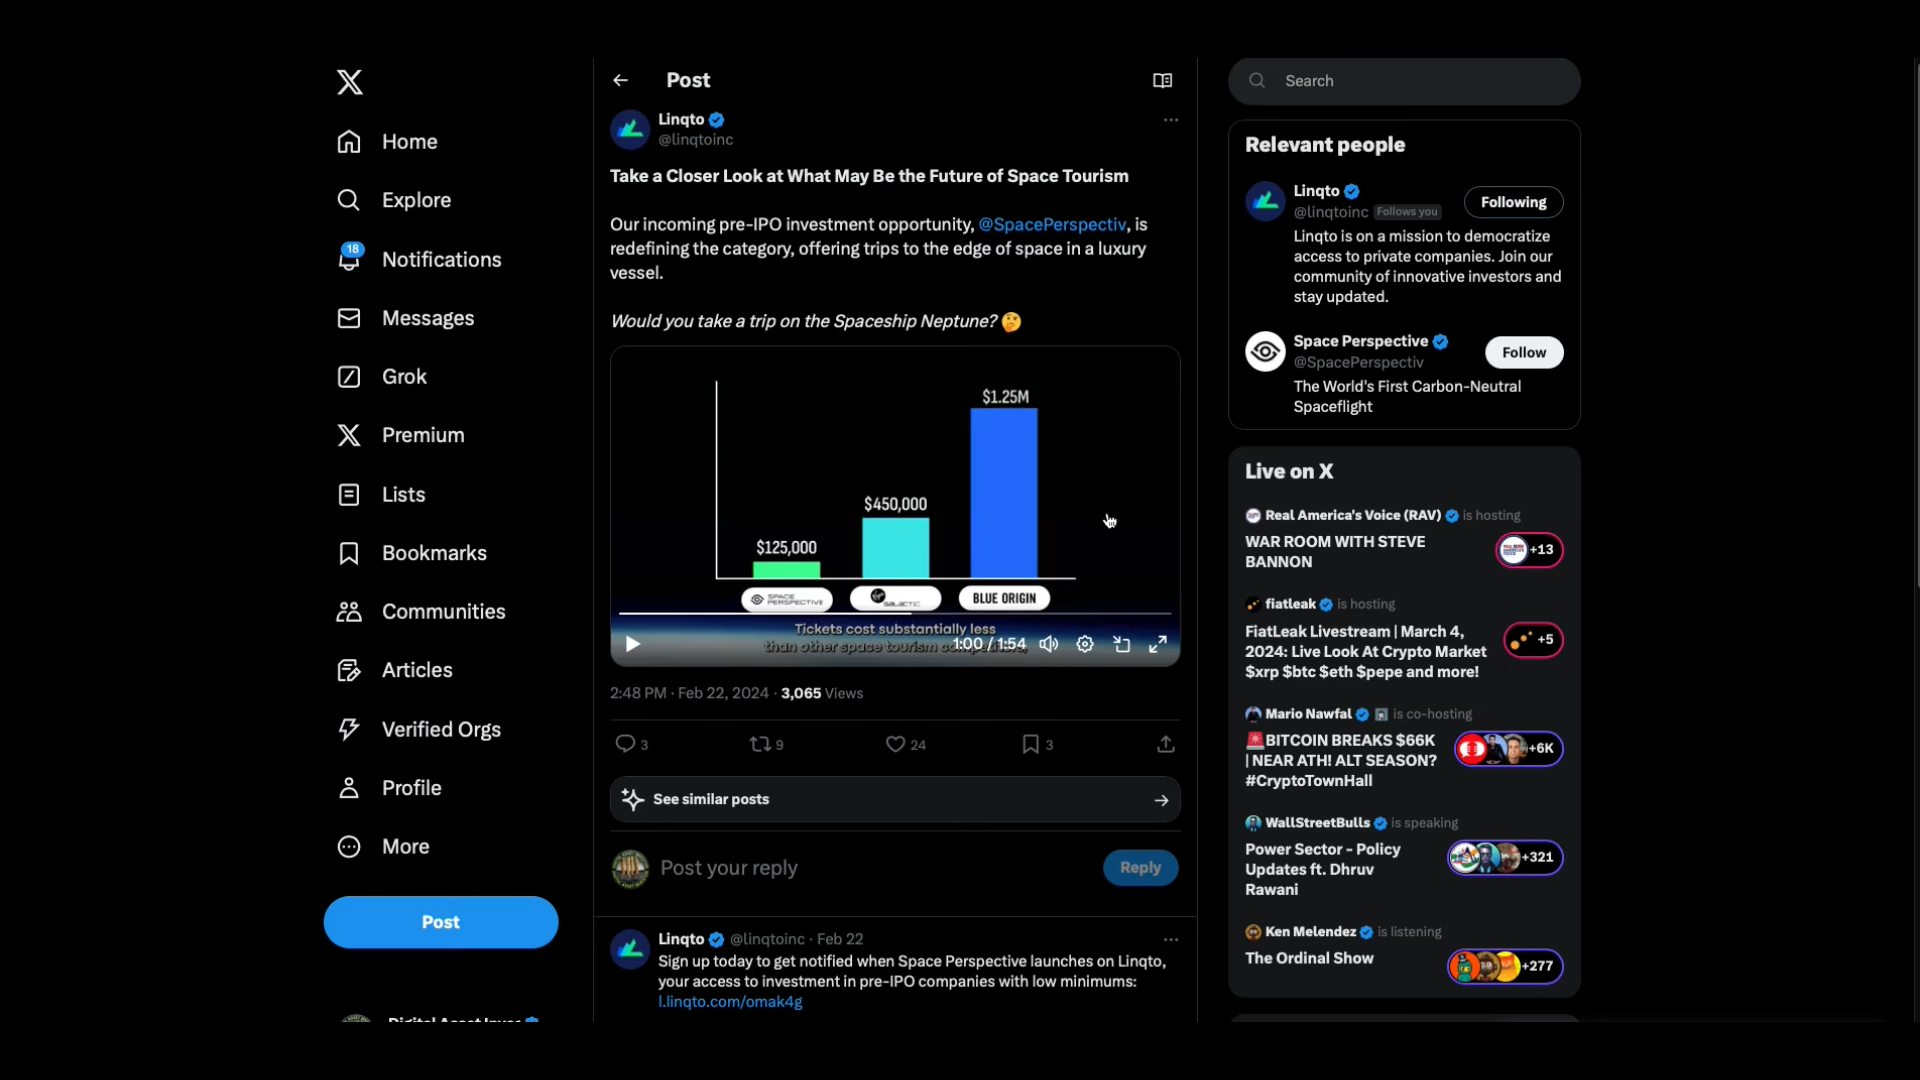 Home
Explore
18
Notifications
Messages
Grok
Premium
Lists
Bookmarks
Communities
Articles
Verified Orgs
Profile
More
Post
Post
Linqto
@linqtoinc
Take a Closer Look at What May Be the Future of Space Tourism
Our incoming pre-IPO investment opportunity, @SpacePerspectiv, is
redefining the category, offering trips to the edge of space in a luxury
vessel.
Would you take a trip on the Spaceship Neptune? 🤔
$1.25M
$450,000
$125,000
SPACE PERSPECTIVE
GALACTIC
BLUE ORIGIN
Tickets cost substantially less
than other space tourism
1:00 / 1:54
2:48 PM · Feb 22, 2024 · 3,065 Views
3
9
24
3
See similar posts
Post your reply
Reply
Linqto @linqtoinc · Feb 22
Sign up today to get notified when Space Perspective launches on Linqto,
your access to investment in pre-IPO companies with low minimums:
l.linqto.com/omak4g
Search
Relevant people
Linqto
@linqtoinc Follows you
Following
Linqto is on a mission to democratize
access to private companies. Join our
community of innovative investors and
stay updated.
Space Perspective
@SpacePerspectiv
Follow
The World's First Carbon-Neutral
Spaceflight
Live on X
Real America's Voice (RAV) is hosting
WAR ROOM WITH STEVE
BANNON
+13
fiatleak is hosting
FiatLeak Livestream | March 4,
2024: Live Look At Crypto Market
$xrp $btc $eth $pepe and more!
+5
Mario Nawfal is co-hosting
🚨BITCOIN BREAKS $66K
| NEAR ATH! ALT SEASON?
#CryptoTownHall
+6K
WallStreetBulls is speaking
Power Sector - Policy
Updates ft. Dhruv
Rawani
+321
Ken Melendez is listening
The Ordinal Show
+277